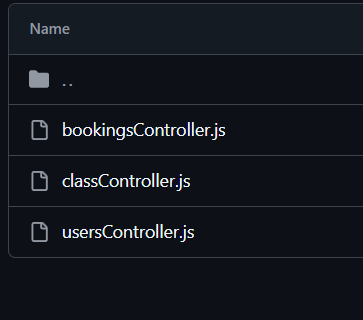 Name
..
bookingsController.js
classController.js
usersController.js